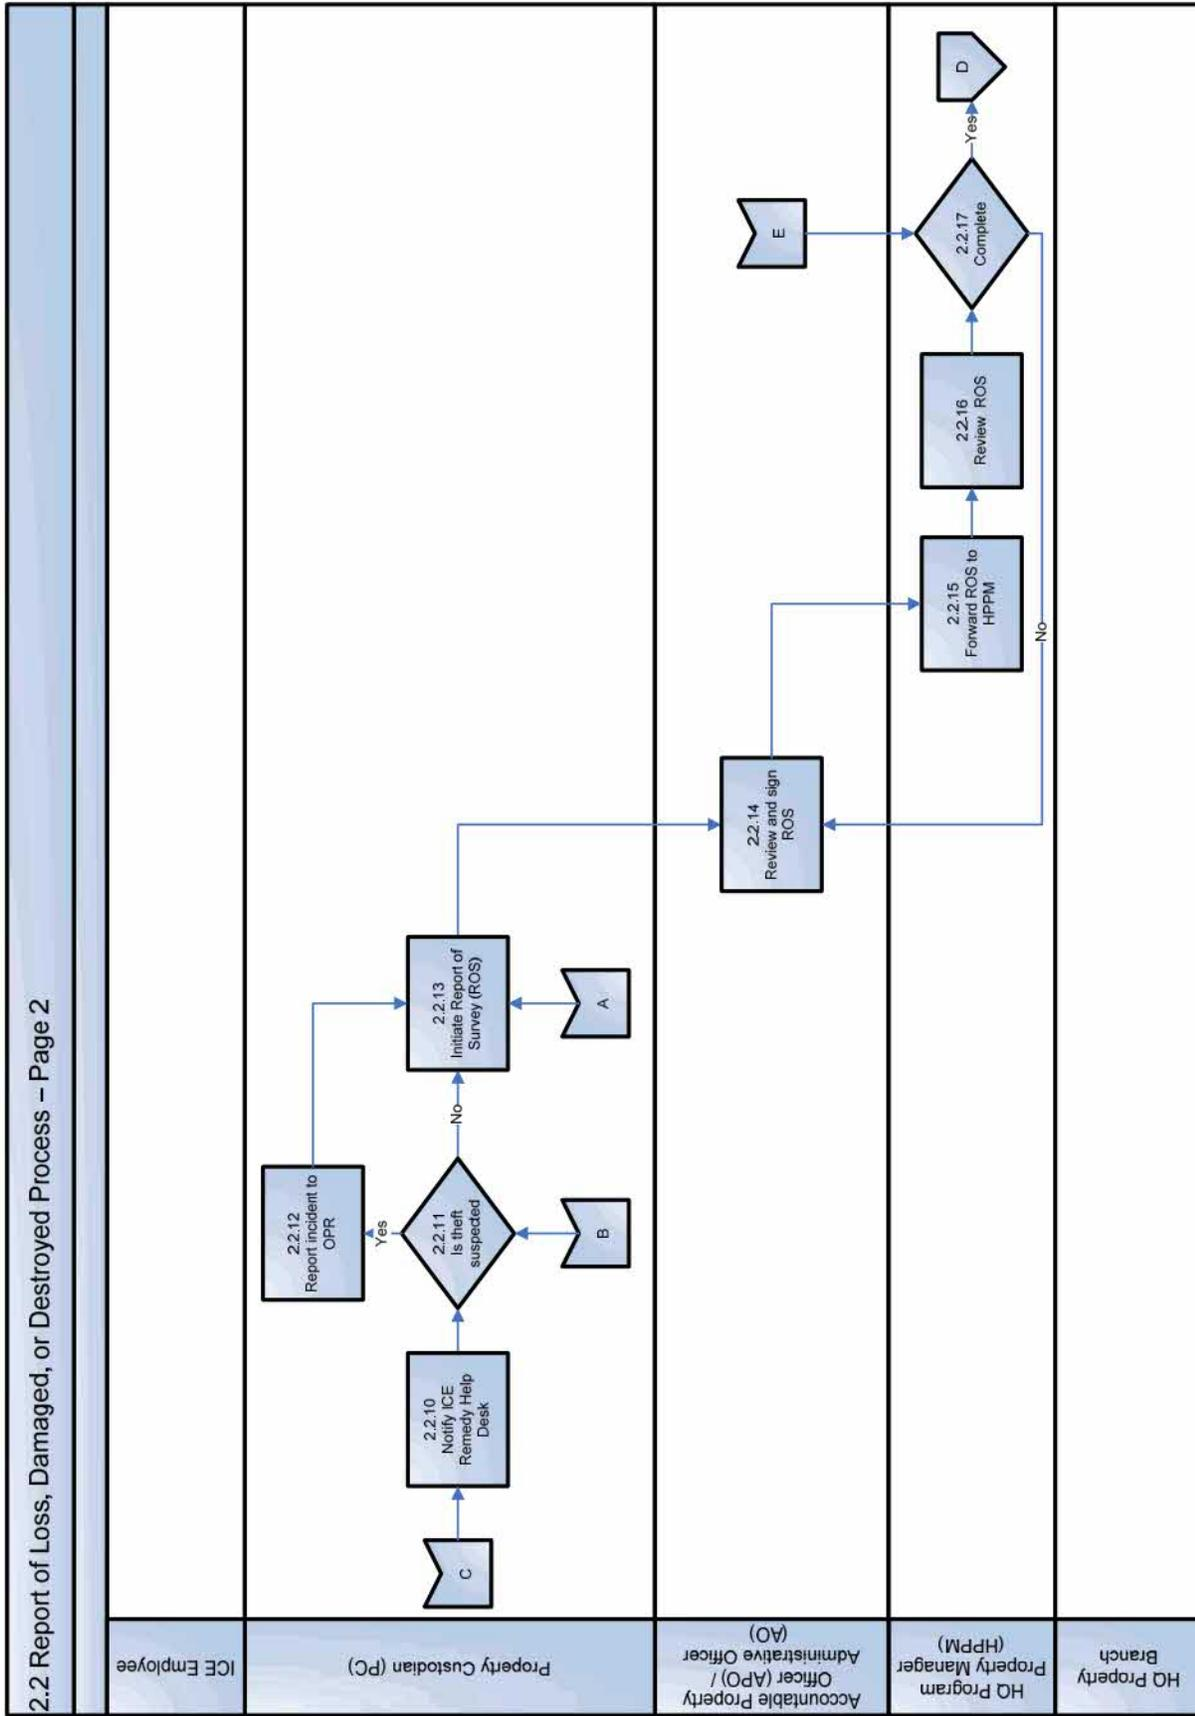 2.2 Report of Loss, Damaged, or Destroyed Process – Page 2
ICE Employee
Property Custodian (PC)
C
2.2.10
Notify ICE
Remedy Help
Desk
2.2.11
Is theft
suspected
Yes
No
B
2.2.12
Report incident to
OPR
2.2.13
Initiate Report of
Survey (ROS)
A
Accountable Property
Officer (APO) /
Administrative Officer
(AO)
2.2.14
Review and sign
ROS
E
HQ Program
Property Manager
(HPPM)
2.2.15
Forward ROS to
HPPM
2.2.16
Review ROS
2.2.17
Complete
Yes
No
D
HQ Property
Branch